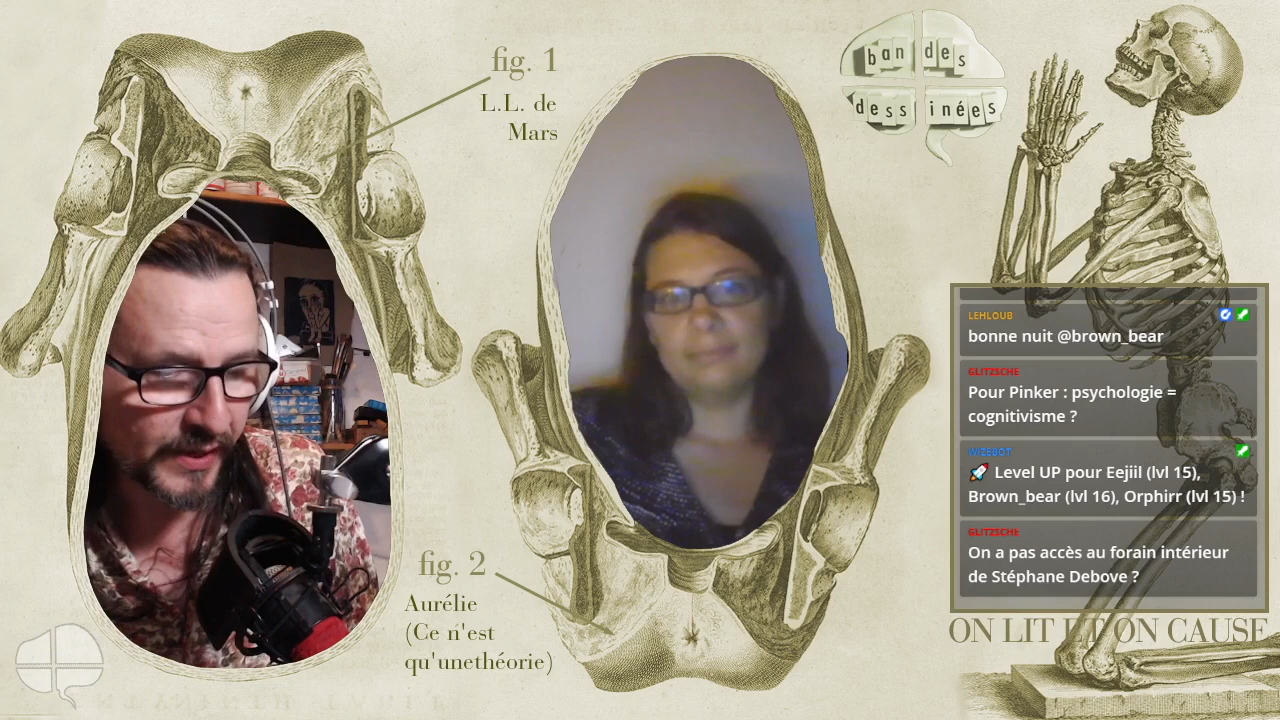 fig. 1
L.L. de
Mars
ban des
dess inées
LEHLOUB
bonne nuit @brown_bear
GLITZSCHE
Pour Pinker : psychologie =
cognitivisme ?
WIZEBOT
🚀 Level UP pour Eejiil (lvl 15),
Brown_bear (lvl 16), Orphirr (lvl 15) !
GLITZSCHE
On a pas accès au forain intérieur
de Stéphane Debove ?
fig. 2
Aurélie
(Ce n'est
qu'unethéorie)
ON LIT ET ON CAUSE